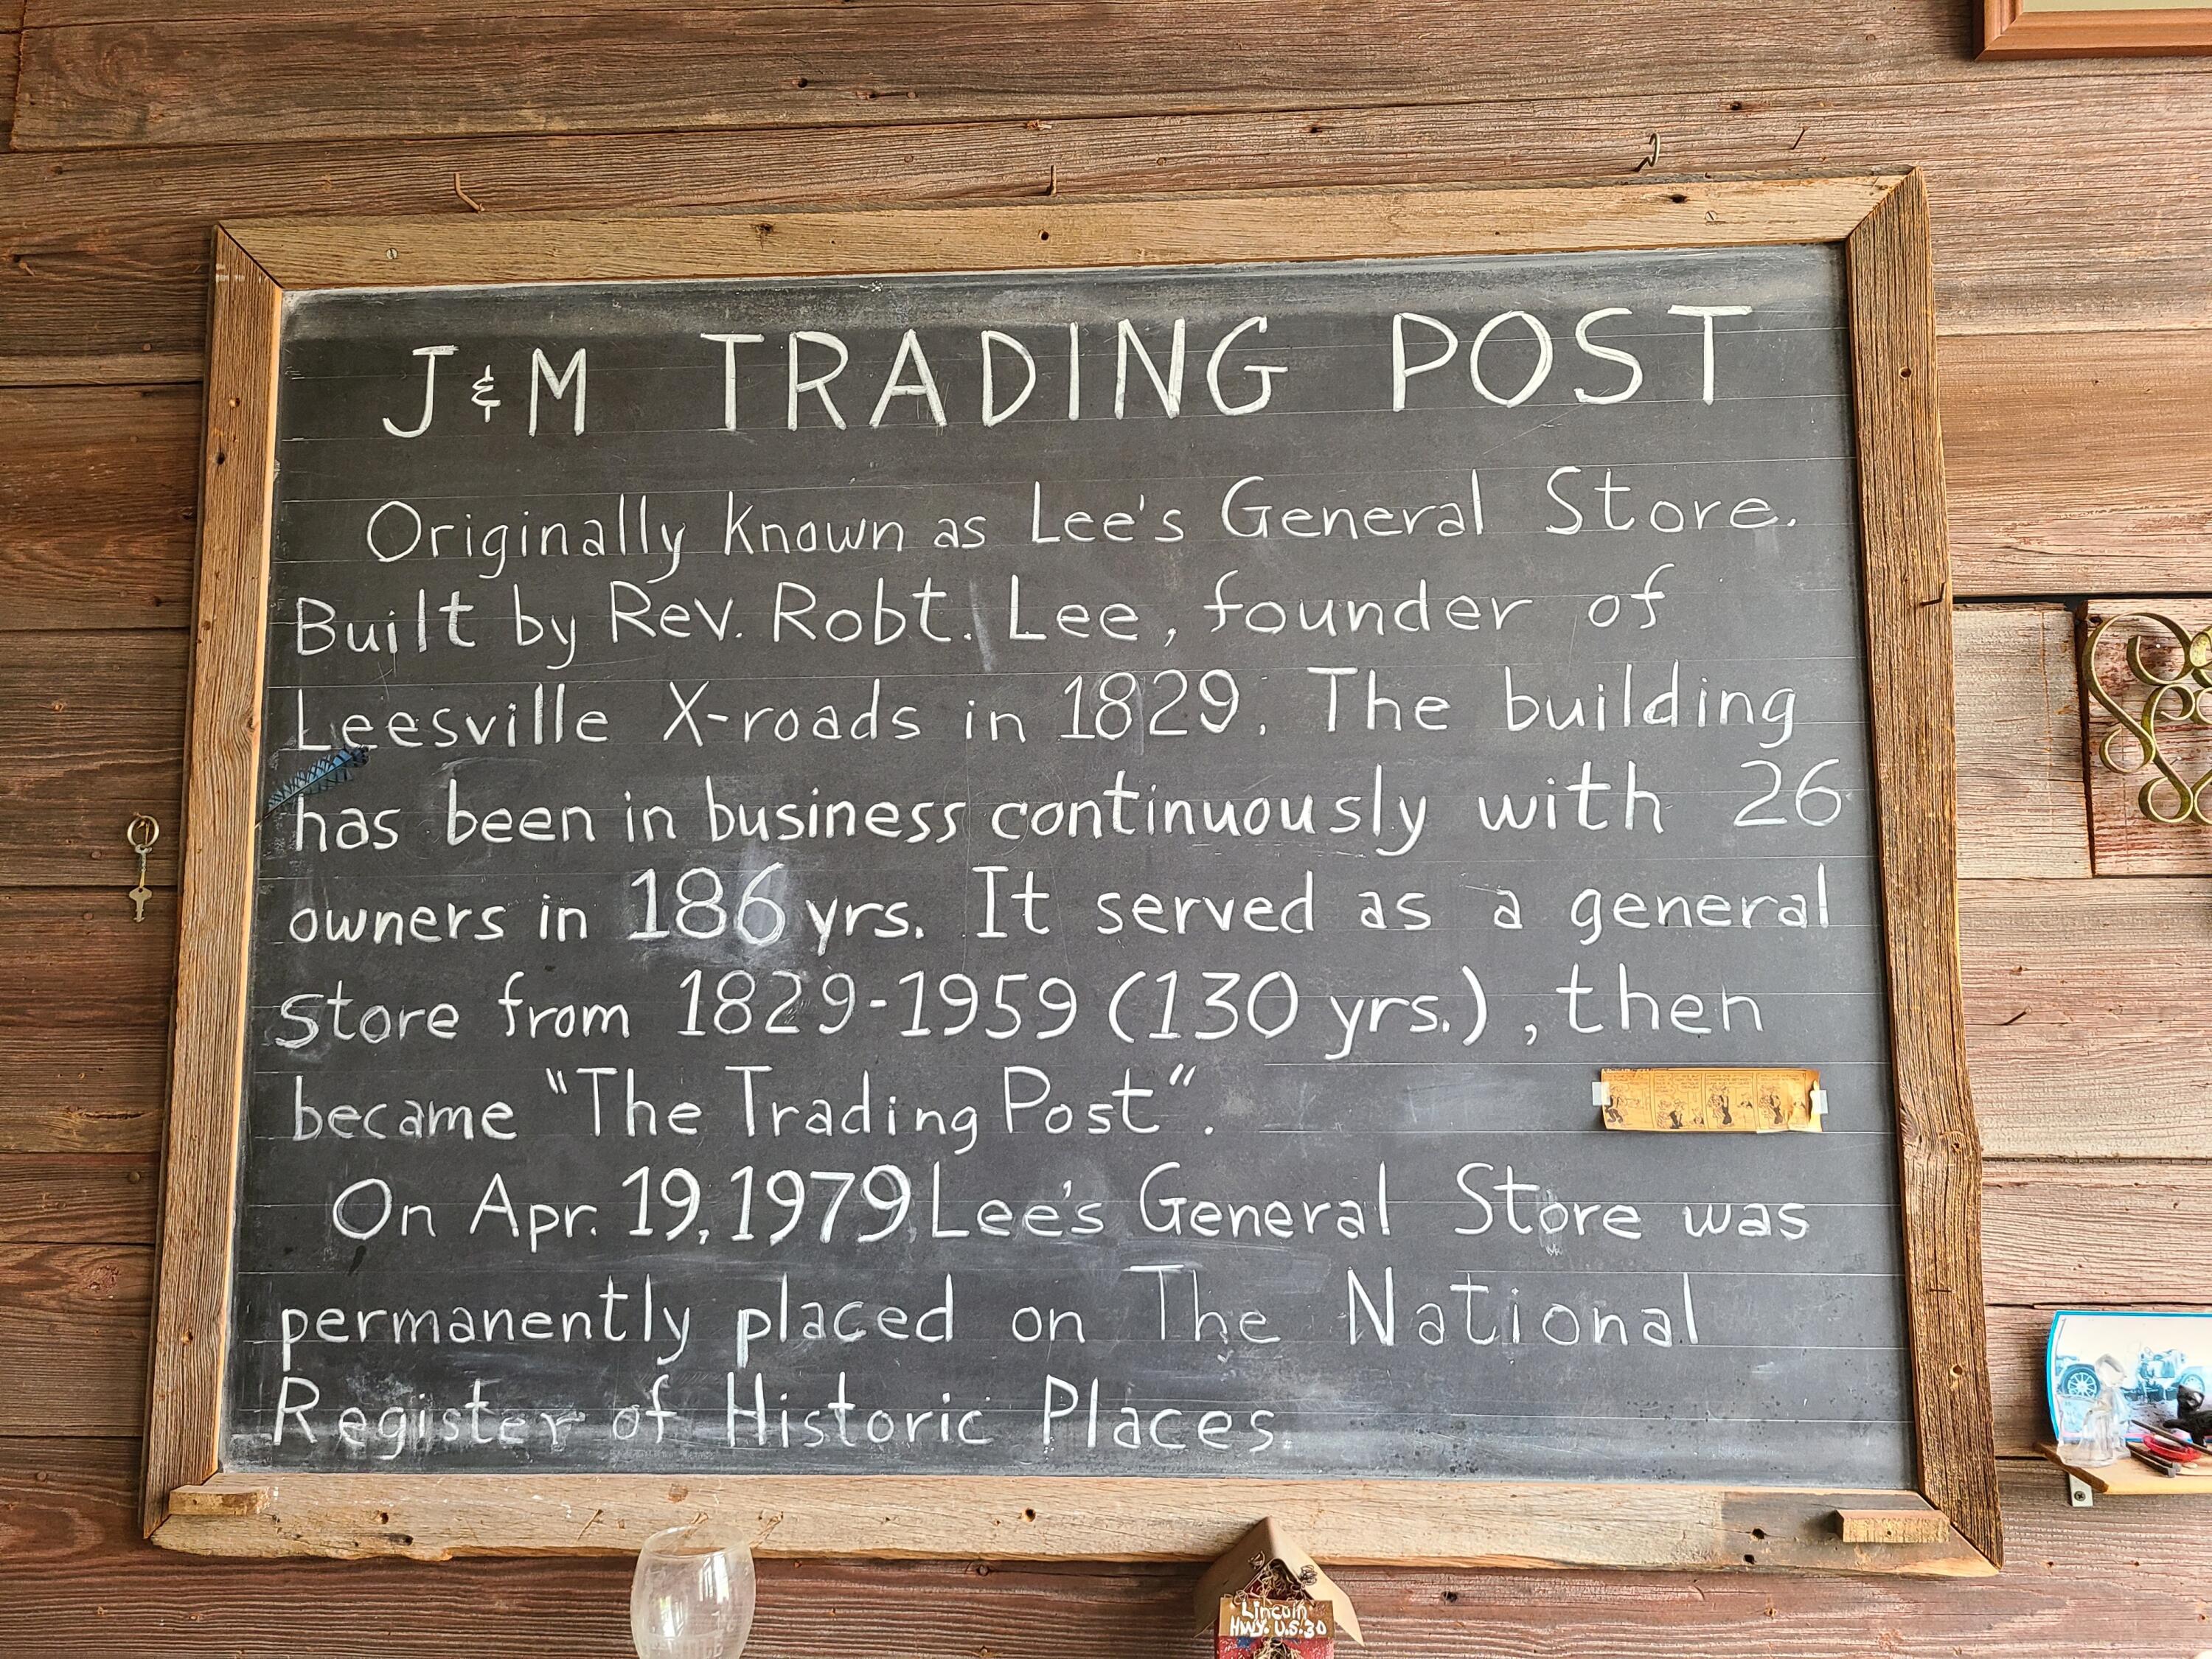 J & M TRADING POST
Originally known as Lee's General Store.
Built by Rev. Robt. Lee, founder of
Leesville X-roads in 1829. The building
has been in business continuously with 26
owners in 186 yrs. It served as a general
store from 1829-1959 (130 yrs.), then
became "The Trading Post".
On Apr. 19, 1979 Lee's General Store was
permanently placed on The National
Register of Historic Places.
Lincoln
HWY. U.S. 30